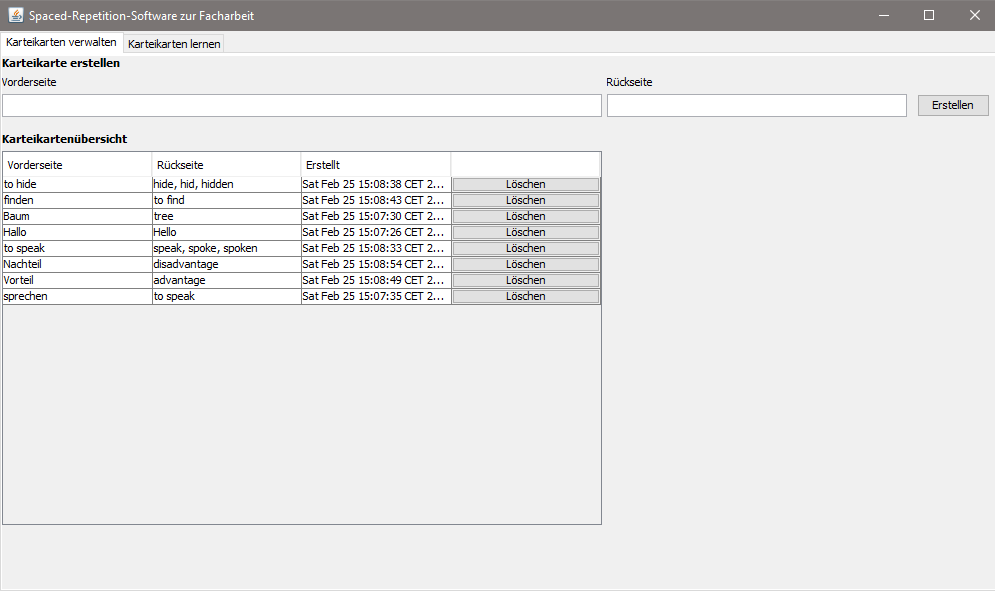 Spaced-Repetition-Software zur Facharbeit
Karteikarten verwalten Karteikarten lernen
Karteikarte erstellen
Vorderseite Rückseite
Erstellen
Karteikartenübersicht
Vorderseite Rückseite Erstellt
to hide hide, hid, hidden Sat Feb 25 15:08:38 CET 2... Löschen
finden to find Sat Feb 25 15:08:43 CET 2... Löschen
Baum tree Sat Feb 25 15:07:30 CET 2... Löschen
Hallo Hello Sat Feb 25 15:07:26 CET 2... Löschen
to speak speak, spoke, spoken Sat Feb 25 15:08:33 CET 2... Löschen
Nachteil disadvantage Sat Feb 25 15:08:54 CET 2... Löschen
Vorteil advantage Sat Feb 25 15:08:49 CET 2... Löschen
sprechen to speak Sat Feb 25 15:07:35 CET 2... Löschen